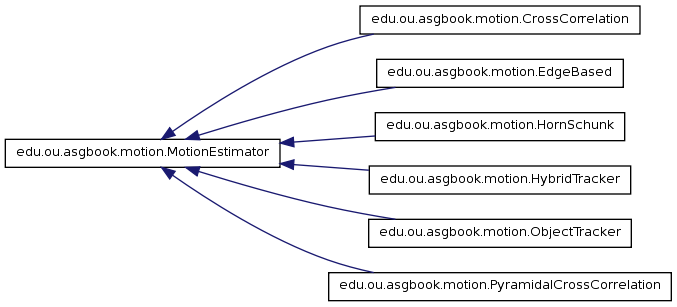 edu.ou.asgbook.motion.CrossCorrelation
edu.ou.asgbook.motion.EdgeBased
edu.ou.asgbook.motion.HornSchunk
edu.ou.asgbook.motion.MotionEstimator
edu.ou.asgbook.motion.HybridTracker
edu.ou.asgbook.motion.ObjectTracker
edu.ou.asgbook.motion.PyramidalCrossCorrelation